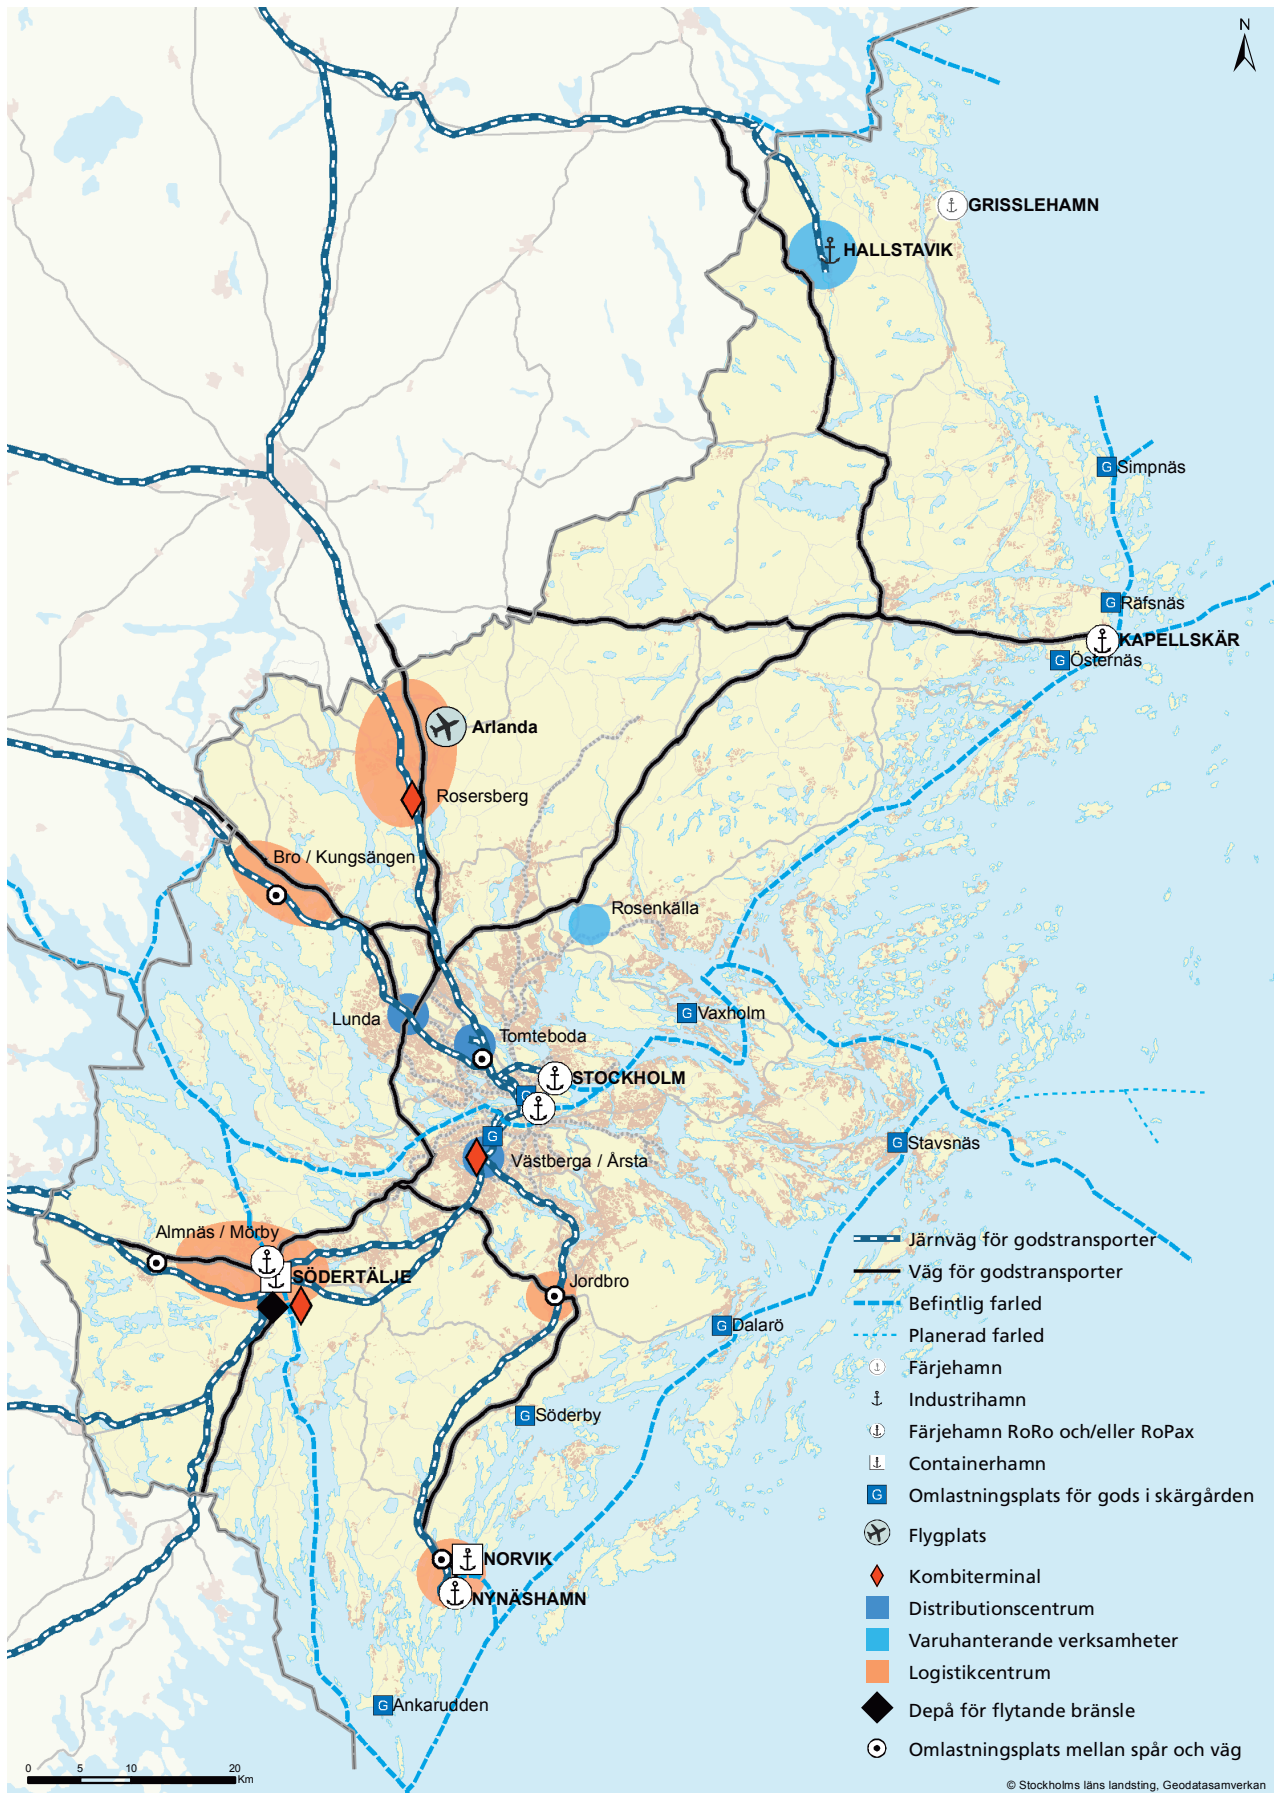 N
GRISSLEHAMN
HALLSTAVIK
G Simpnäs
G Räfsnäs
KAPELLSKÄR
G Östernäs
Arlanda
Rosersberg
Bro / Kungsängen
Rosenkälla
Lunda
G Vaxholm
Tomteboda
STOCKHOLM
G
G
G Stavsnäs
Västberga / Årsta
Almnäs / Mörby
SÖDERTÄLJE
Jordbro
G Dalarö
G Söderby
NORVIK
NYNÄSHAMN
G Ankarudden
Järnväg för godstransporter
Väg för godstransporter
Befintlig farled
Planerad farled
Färjehamn
Industrihamn
Färjehamn RoRo och/eller RoPax
Containerhamn
G Omlastningsplats för gods i skärgården
Flygplats
Kombiterminal
Distributionscentrum
Varuhanterande verksamheter
Logistikcentrum
Depå för flytande bränsle
Omlastningsplats mellan spår och väg
0 5 10 20
Km
© Stockholms läns landsting, Geodatasamverkan